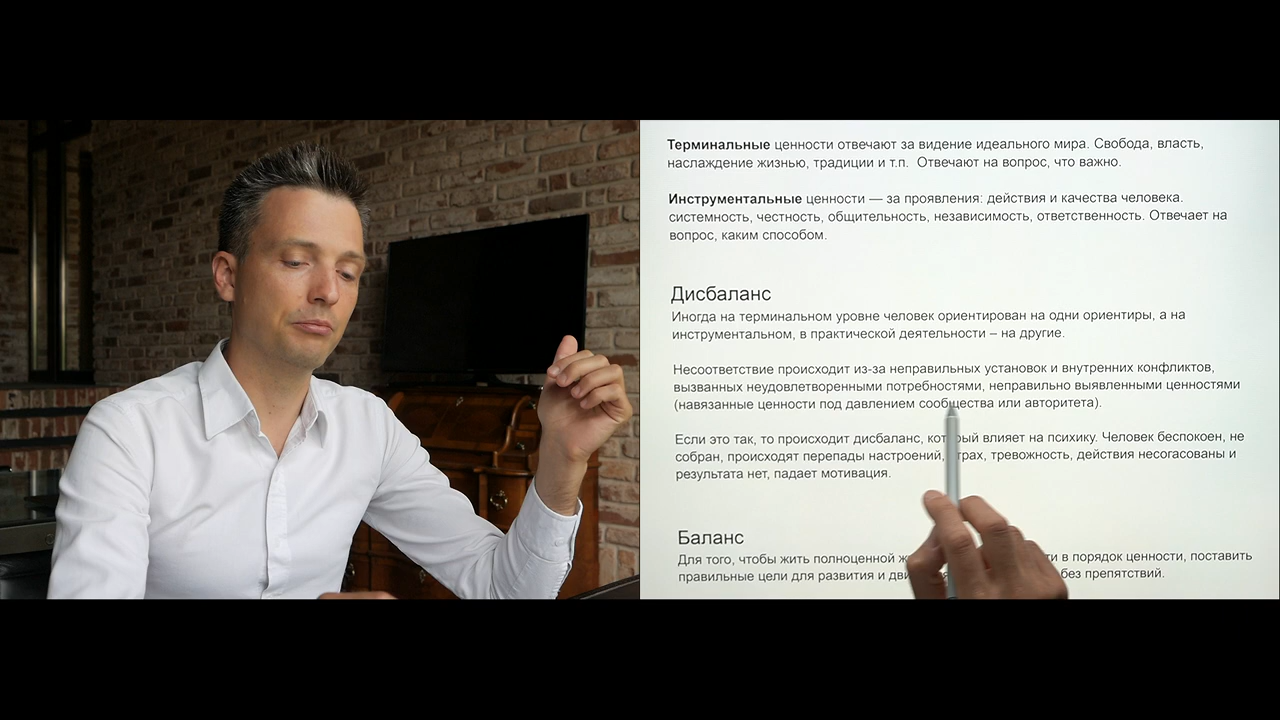 Терминальные ценности отвечают за видение идеального мира. Свобода, власть,
наслаждение жизнью, традиции и т.п. Отвечают на вопрос, что важно.
Инструментальные ценности — за проявления: действия и качества человека.
системность, честность, общительность, независимость, ответственность. Отвечает на
вопрос, каким способом.
Дисбаланс
Иногда на терминальном уровне человек ориентирован на одни ориентиры, а на
инструментальном, в практической деятельности – на другие.
Несоответствие происходит из-за неправильных установок и внутренних конфликтов,
вызванных неудовлетворенными потребностями, неправильно выявленными ценностями
(навязанные ценности под давлением сообщества или авторитета).
Если это так, то происходит дисбаланс, который влияет на психику. Человек беспокоен, не
собран, происходят перепады настроений, страх, тревожность, действия несогасованы и
результата нет, падает мотивация.
Баланс
Для того, чтобы жить полноценной в порядок ценности, поставить
правильные цели для развития и без препятствий.